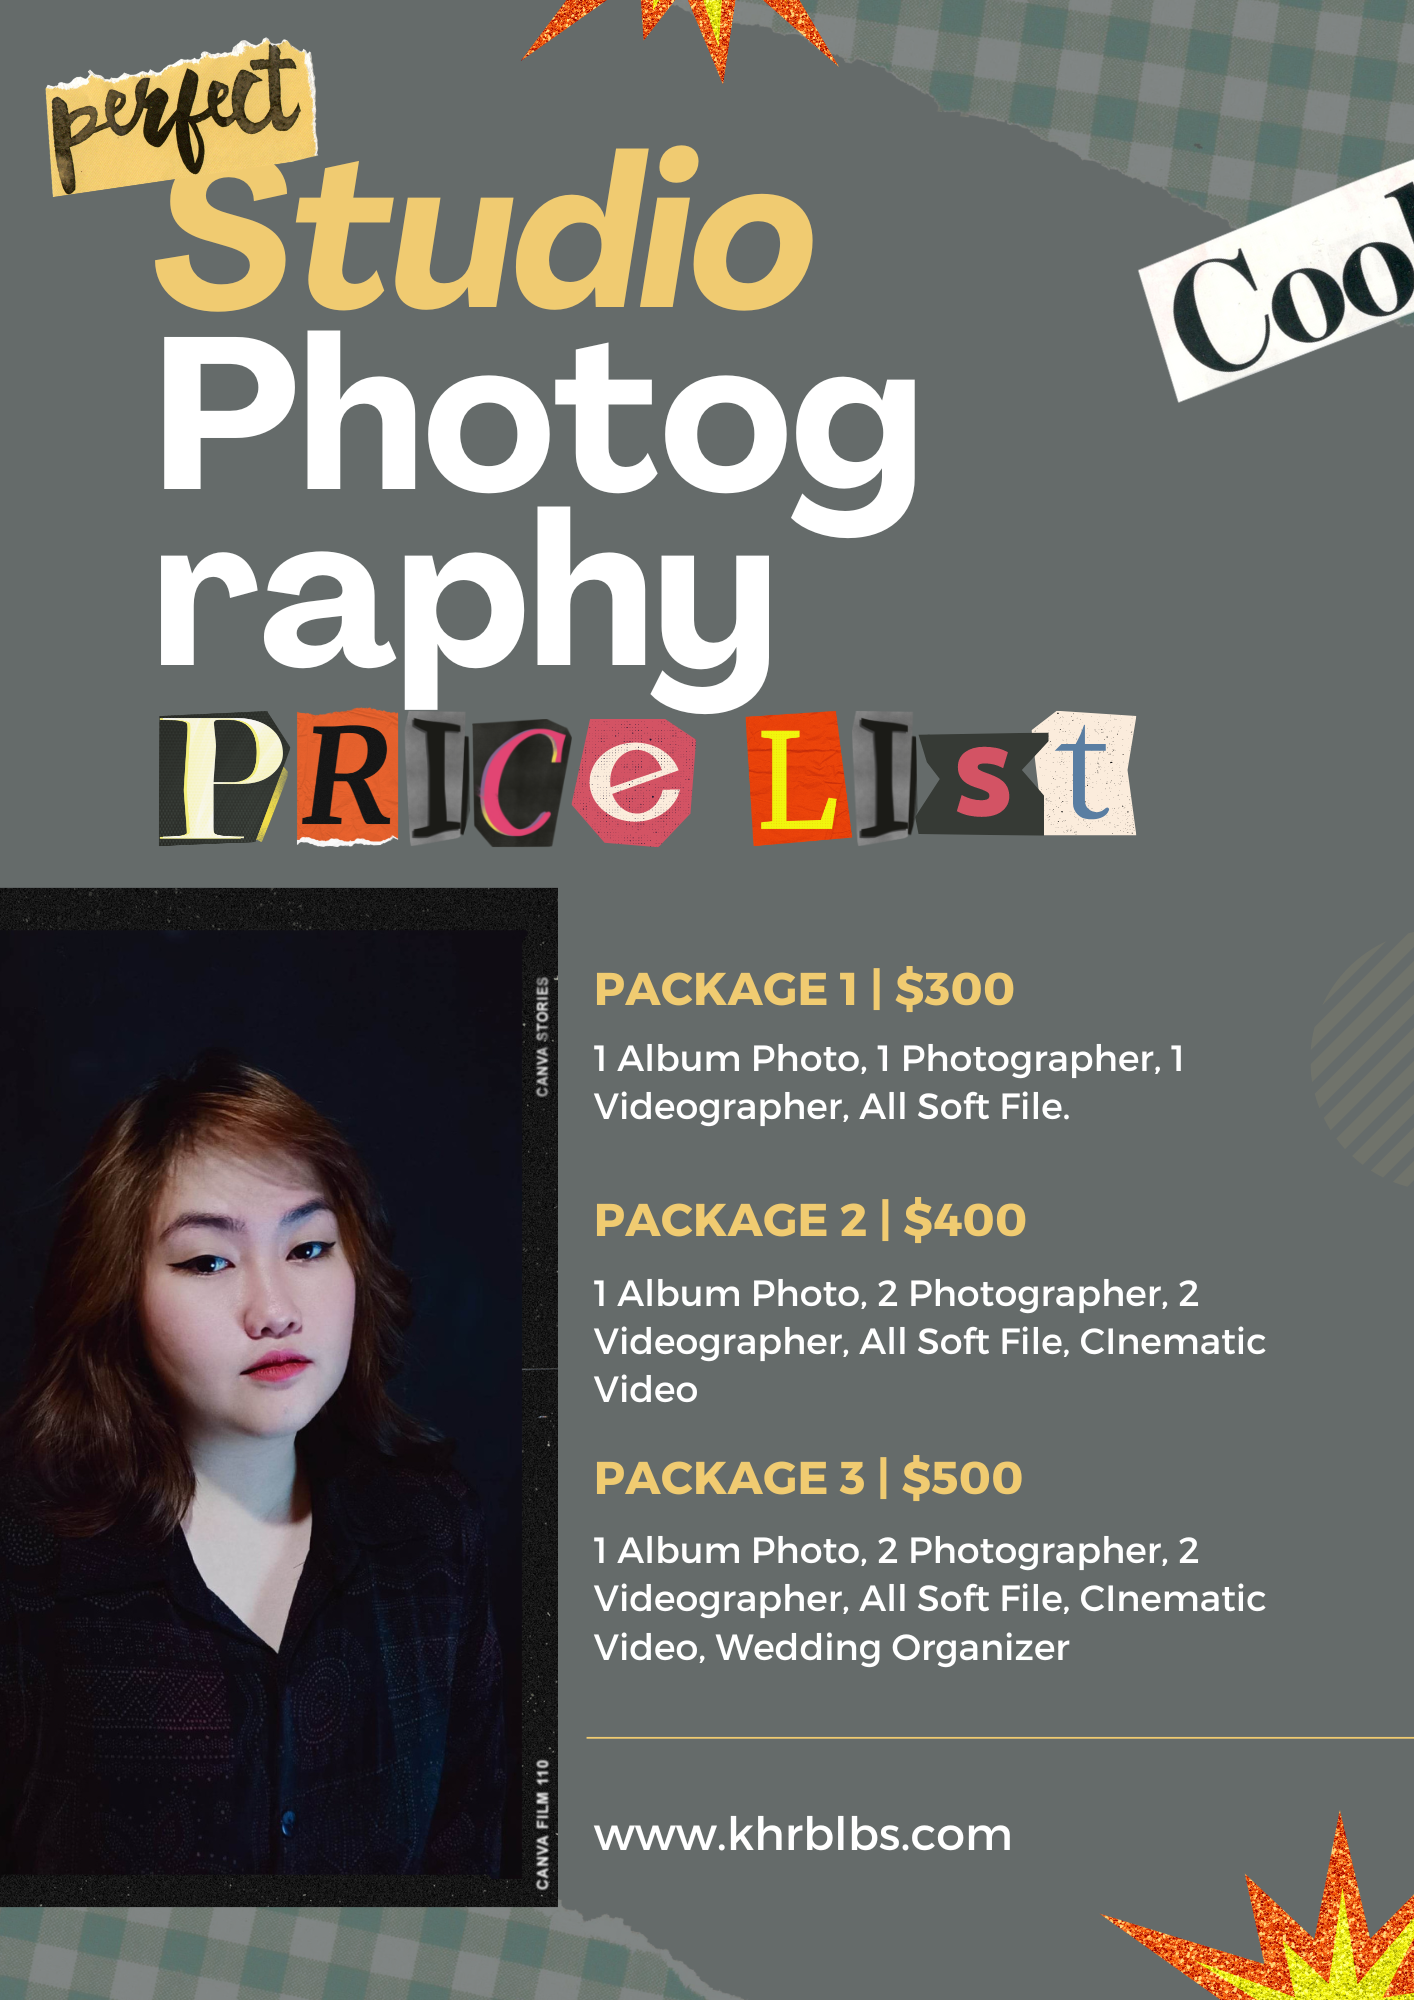 perfect
Studio
Photog
raphy
PRICe LIst
Coo
CANVA STORIES
PACKAGE 1 | $300
1 Album Photo, 1 Photographer, 1
Videographer, All Soft File.
PACKAGE 2 | $400
1 Album Photo, 2 Photographer, 2
Videographer, All Soft File, CInematic
Video
PACKAGE 3 | $500
1 Album Photo, 2 Photographer, 2
Videographer, All Soft File, CInematic
Video, Wedding Organizer
CANVA FILM 110
www.khrblbs.com